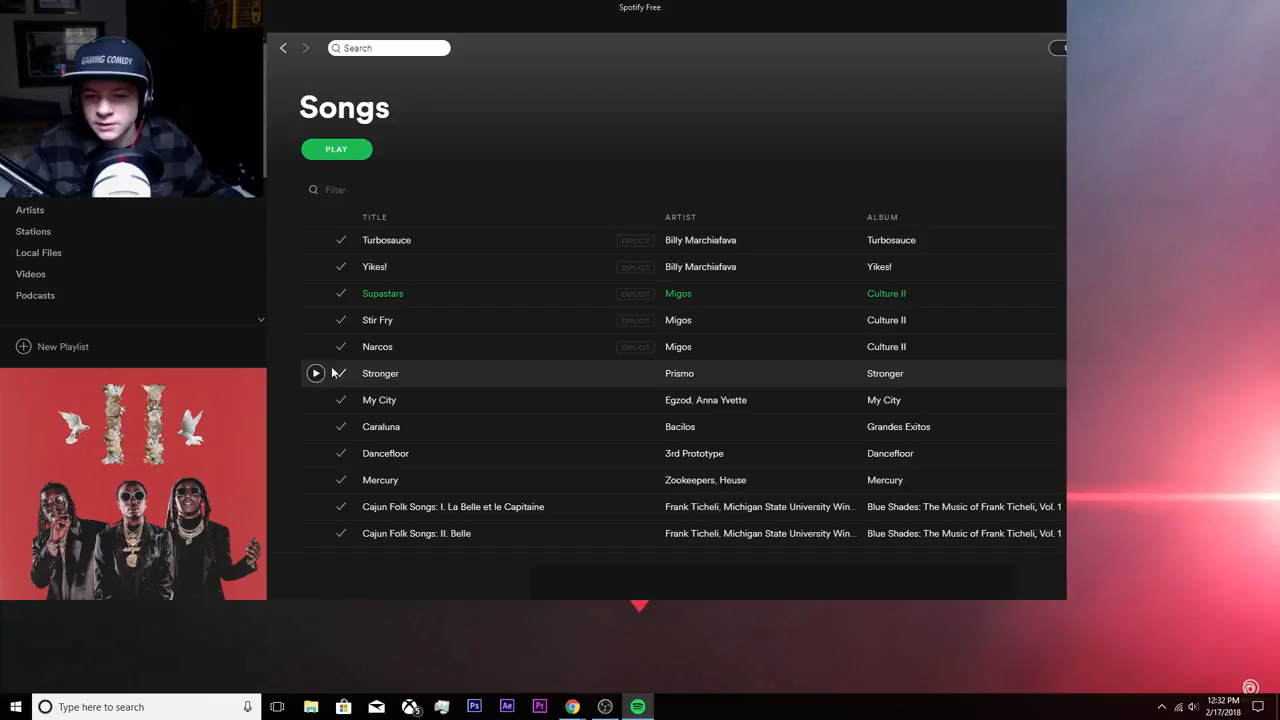 Spotify Free
GAMING COMEDY
Search
Songs
PLAY
Filter
Artists
Stations
Local Files
Videos
Podcasts
New Playlist
TITLE ARTIST ALBUM
Turbosauce EXPLICIT Billy Marchiafava Turbosauce
Yikes! EXPLICIT Billy Marchiafava Yikes!
Supastars EXPLICIT Migos Culture II
Stir Fry EXPLICIT Migos Culture II
Narcos EXPLICIT Migos Culture II
Stronger Prismo Stronger
My City Egzod, Anna Yvette My City
Caraluna Bacilos Grandes Exitos
Dancefloor 3rd Prototype Dancefloor
Mercury Zookeepers, Heuse Mercury
Cajun Folk Songs: I. La Belle et le Capitaine Frank Ticheli, Michigan State University Win... Blue Shades: The Music of Frank Ticheli, Vol. 1
Cajun Folk Songs: II. Belle Frank Ticheli, Michigan State University Win... Blue Shades: The Music of Frank Ticheli, Vol. 1
II
Type here to search
Ps Ae Pr
12:32 PM
2/17/2018